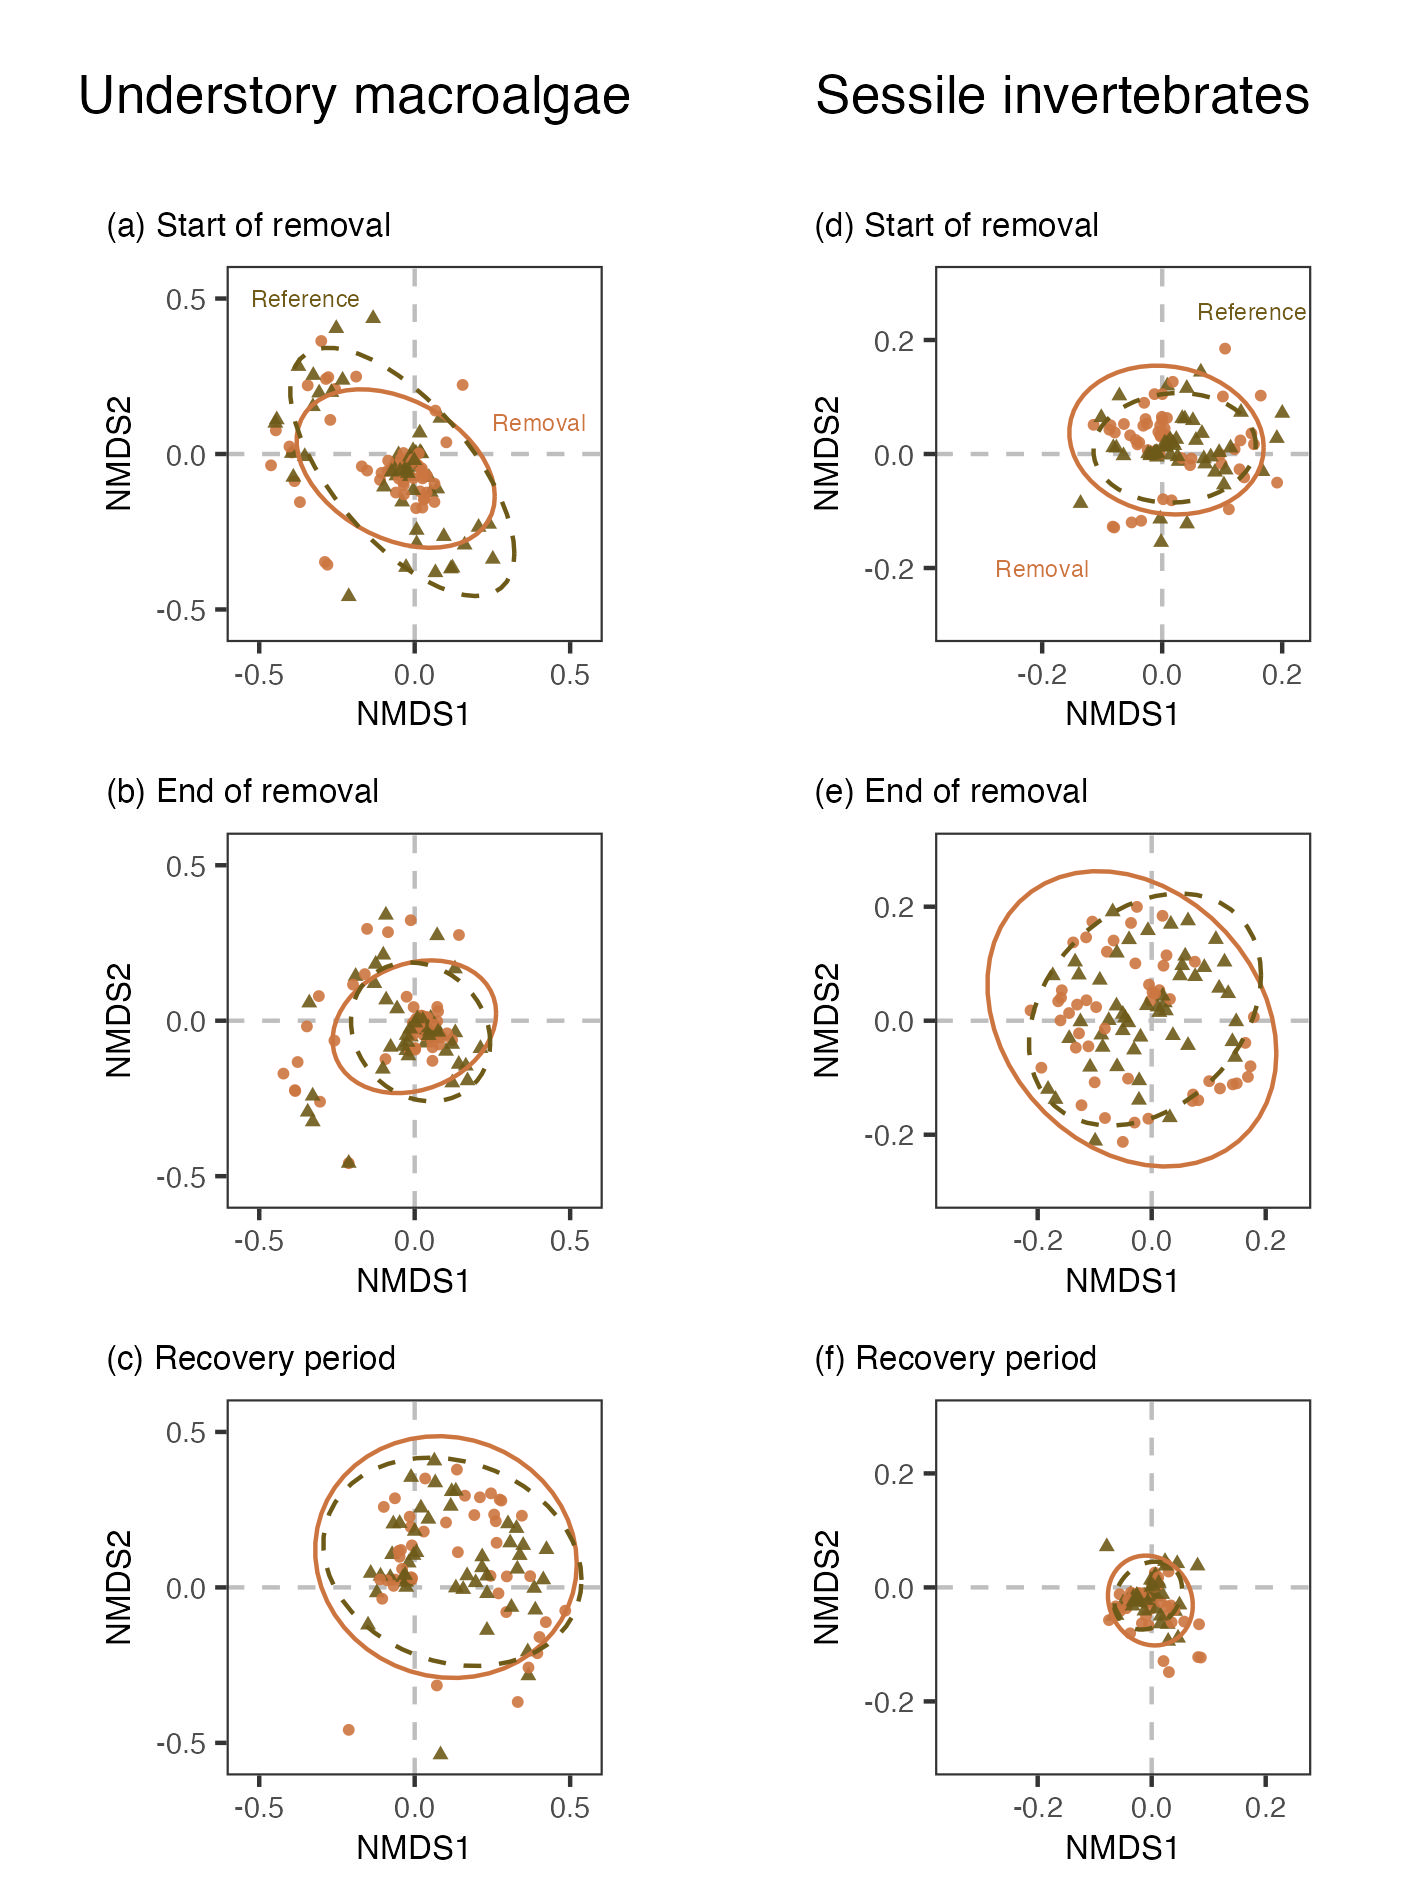 Understory macroalgae
Sessile invertebrates
(a) Start of removal
Reference
Removal
0.5
0.0
-0.5
NMDS2
-0.5
0.0
0.5
NMDS1
(d) Start of removal
Reference
Removal
0.2
0.0
-0.2
NMDS2
-0.2
0.0
0.2
NMDS1
(b) End of removal
0.5
0.0
-0.5
NMDS2
-0.5
0.0
0.5
NMDS1
(e) End of removal
0.2
0.0
-0.2
NMDS2
-0.2
0.0
0.2
NMDS1
(c) Recovery period
0.5
0.0
-0.5
NMDS2
-0.5
0.0
0.5
NMDS1
(f) Recovery period
0.2
0.0
-0.2
NMDS2
-0.2
0.0
0.2
NMDS1